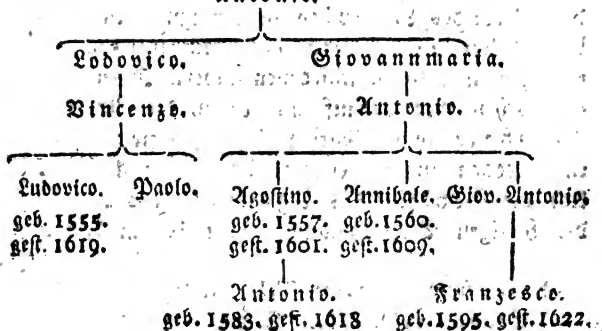 Lodovico. Giovannmaria.
Vincenzo. Antonio.
Ludovico. Paolo. Agostino. Annibale. Giov. Antonio.
geb. 1555. geb. 1557. geb. 1560.
gest. 1619. gest. 1601. gest. 1609.
Antonio. Franzesco.
geb. 1583. gest. 1618 geb. 1595. gest. 1622.